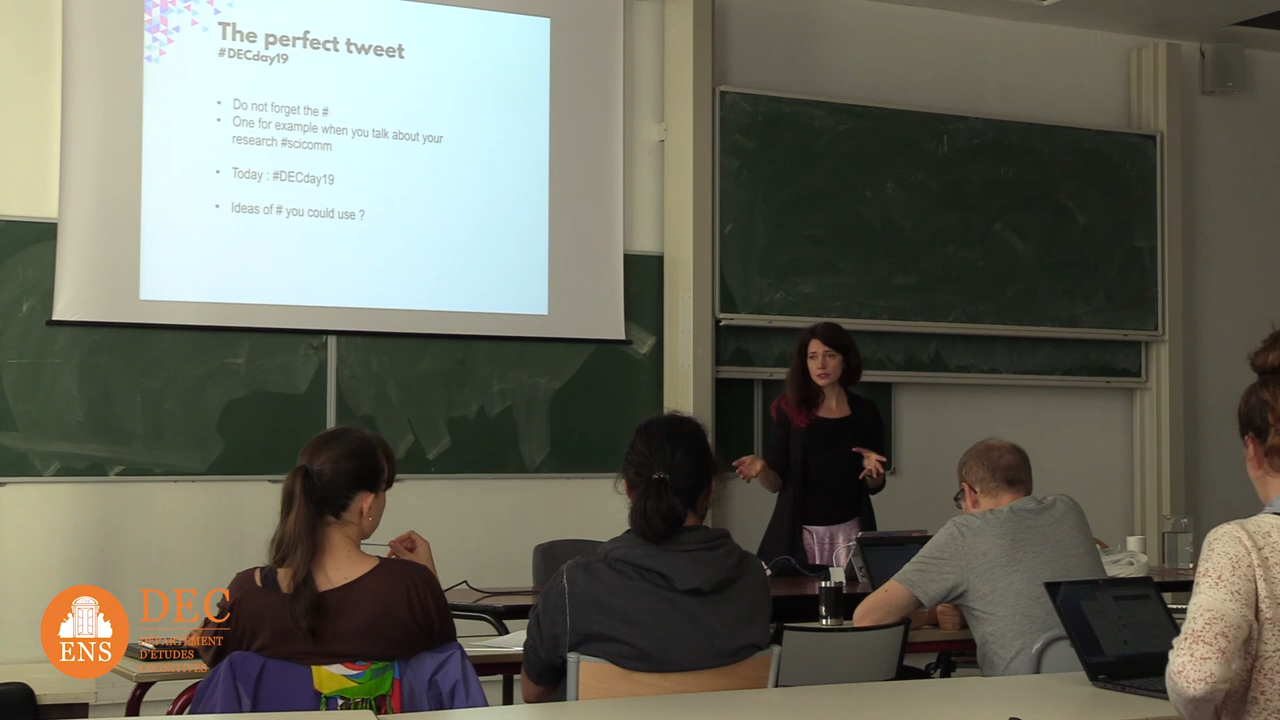 The perfect tweet
#DECday19
• Do not forget the #
• One for example when you talk about your
research #scicomm
• Today : #DECday19
• Ideas of # you could use ?
ENS
DEC
DÉPARTEMENT
D'ÉTUDES
COGNITIVES